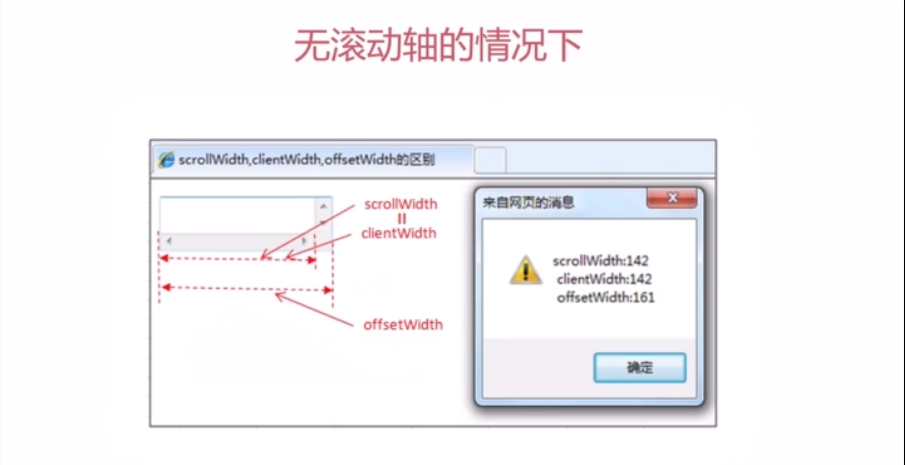 无滚动轴的情况下
scrollWidth,clientWidth,offsetWidth的区别
scrollWidth
=
clientWidth
offsetWidth
来自网页的消息
scrollWidth:142
clientWidth:142
offsetWidth:161
确定